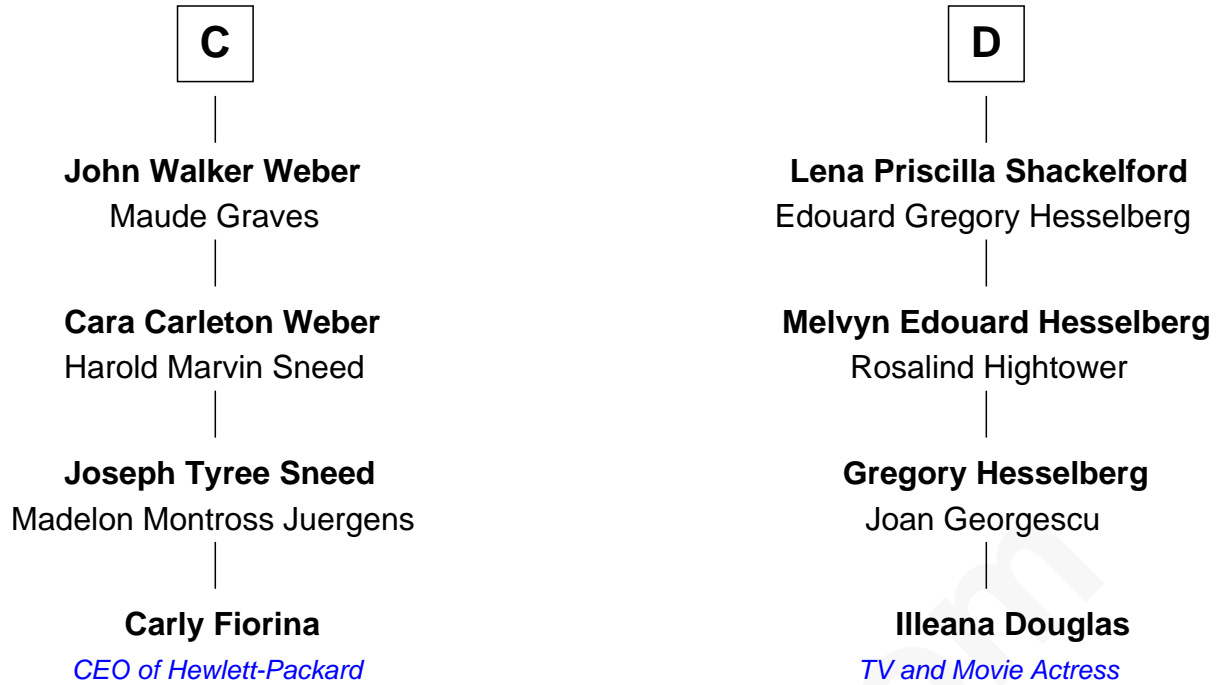 C
John Walker Weber
Maude Graves
Cara Carleton Weber
Harold Marvin Sneed
Joseph Tyree Sneed
Madelon Montross Juergens
Carly Fiorina
CEO of Hewlett-Packard
D
Lena Priscilla Shackelford
Edouard Gregory Hesselberg
Melvyn Edouard Hesselberg
Rosalind Hightower
Gregory Hesselberg
Joan Georgescu
Illeana Douglas
TV and Movie Actress